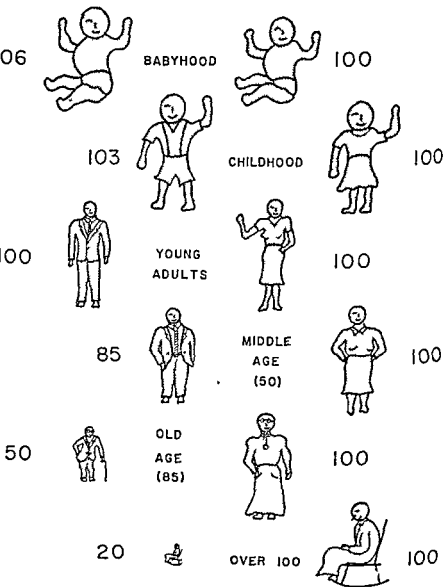 06 BABYHOOD 100
103 CHILDHOOD 100
100 YOUNG 100
ADULTS
85 MIDDLE 100
AGE
(50)
50 OLD 100
AGE
(85)
20 OVER 100 100